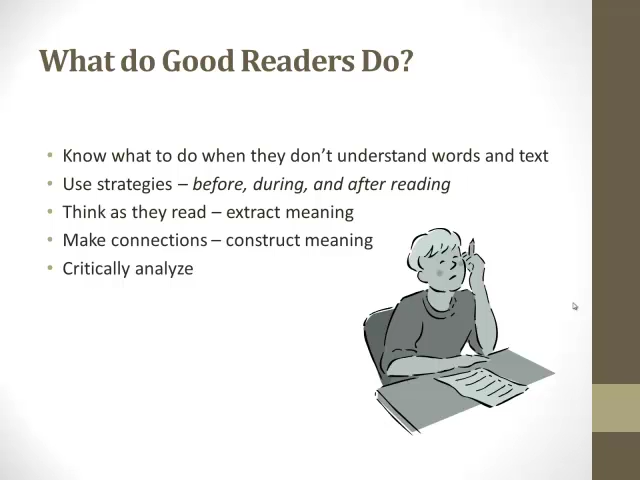 What do Good Readers Do?
• Know what to do when they don’t understand words and text
• Use strategies – before, during, and after reading
• Think as they read – extract meaning
• Make connections – construct meaning
• Critically analyze